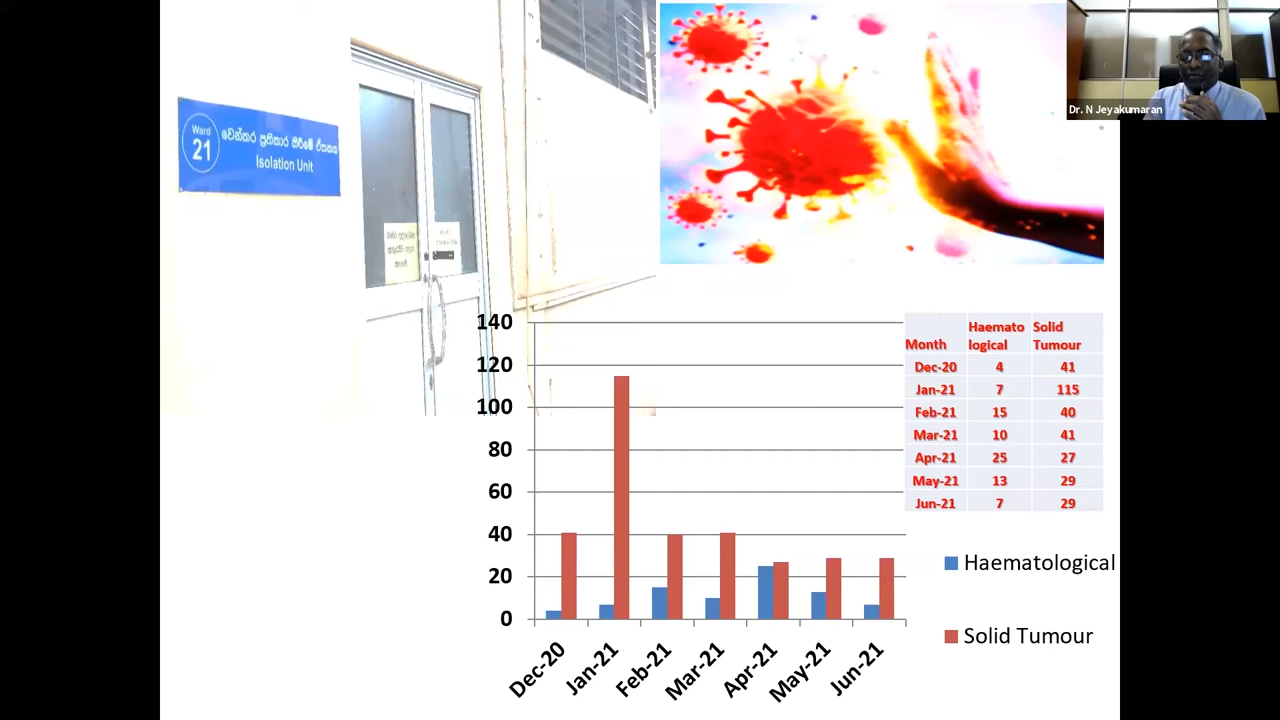 Ward
21
Isolation Unit
Dr. N Jeyakumaran
Month
Haemato
logical
Solid
Tumour
Dec-20 4 41
Jan-21 7 115
Feb-21 15 40
Mar-21 10 41
Apr-21 25 27
May-21 13 29
Jun-21 7 29
140
120
100
80
60
40
20
0
Dec-20
Jan-21
Feb-21
Mar-21
Apr-21
May-21
Jun-21
Haematological
Solid Tumour